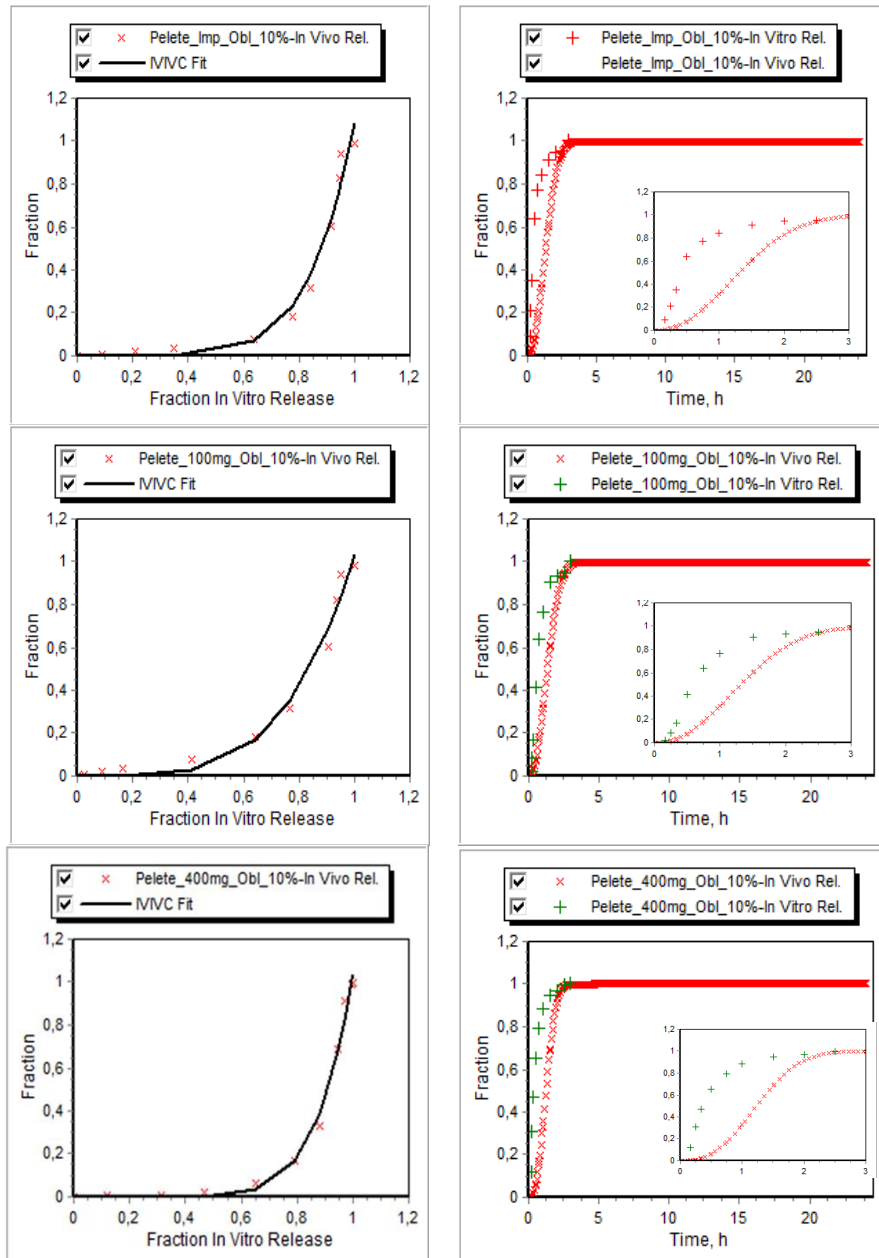 Pelete_Imp_Obl_10%-In Vivo Rel.
IVIVC Fit
1,2
1
0,8
0,6
0,4
0,2
0
Fraction
0 0,2 0,4 0,6 0,8 1 1,2
Fraction In Vitro Release
Pelete_Imp_Obl_10%-In Vitro Rel.
Pelete_Imp_Obl_10%-In Vivo Rel.
1,2
1
0,8
0,6
0,4
0,2
0
Fraction
1,2
1
0,8
0,6
0,4
0,2
0
0 1 2 3
0 5 10 15 20
Time, h
Pelete_100mg_Obl_10%-In Vivo Rel.
IVIVC Fit
1,2
1
0,8
0,6
0,4
0,2
0
Fraction
0 0,2 0,4 0,6 0,8 1 1,2
Fraction In Vitro Release
Pelete_100mg_Obl_10%-In Vivo Rel.
Pelete_100mg_Obl_10%-In Vitro Rel.
1,2
1
0,8
0,6
0,4
0,2
0
Fraction
1,2
1
0,8
0,6
0,4
0,2
0
0 1 2 3
0 5 10 15 20
Time, h
Pelete_400mg_Obl_10%-In Vivo Rel.
IVIVC Fit
1,2
1
0,8
0,6
0,4
0,2
0
Fraction
0 0,2 0,4 0,6 0,8 1 1,2
Fraction In Vitro Release
Pelete_400mg_Obl_10%-In Vivo Rel.
Pelete_400mg_Obl_10%-In Vitro Rel.
1,2
1
0,8
0,6
0,4
0,2
0
Fraction
1,2
1
0,8
0,6
0,4
0,2
0
0 1 2 3
0 5 10 15 20
Time, h